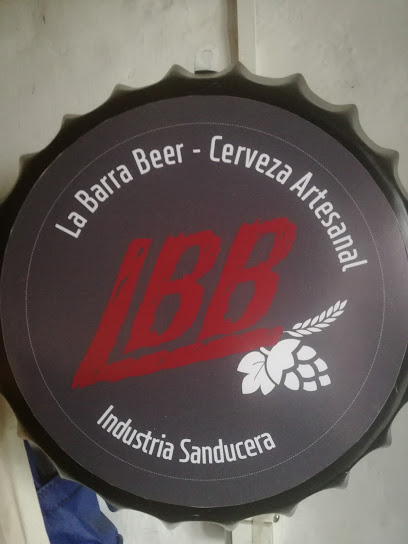 La Barra Beer - Cerveza Artesanal
LBB
Industria Sanducera